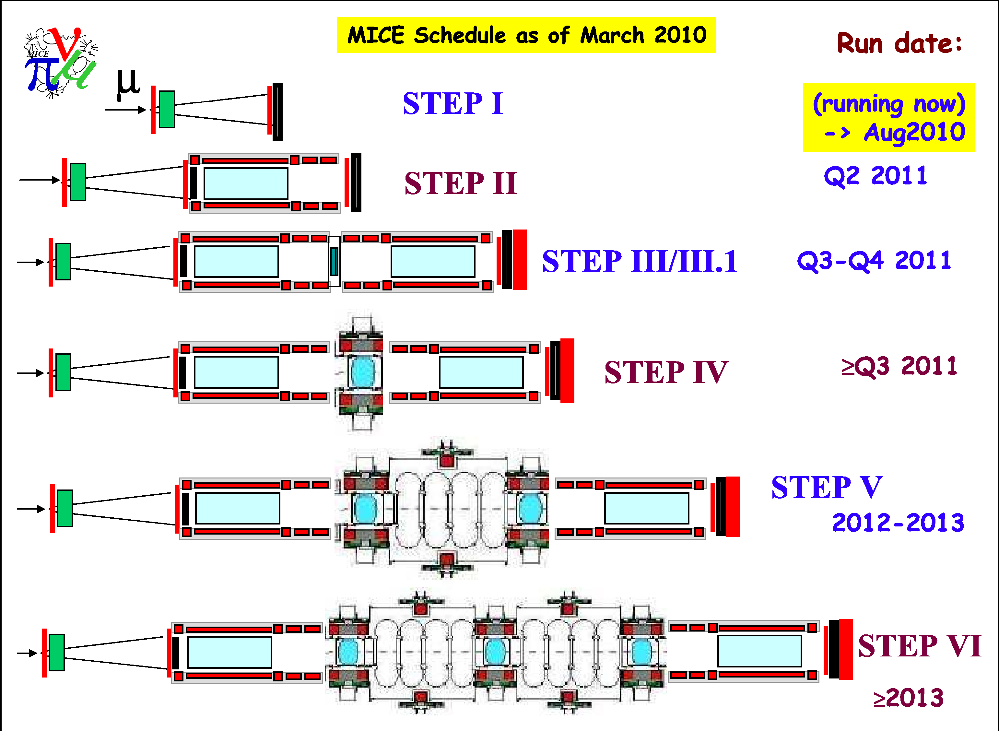 MICE Schedule as of March 2010
Run date:
MICE
ν
π μ
μ
STEP I
(running now)
-> Aug2010
STEP II
Q2 2011
STEP III/III.1
Q3-Q4 2011
STEP IV
≥Q3 2011
STEP V
2012-2013
STEP VI
≥2013